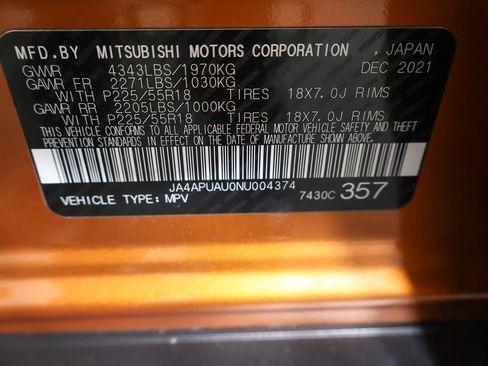 MFD.BY MITSUBISHI MOTORS CORPORATION , JAPAN
GVWR 4343LBS/1970KG DEC 2021
GAWR FR 2271LBS/1030KG
WITH P225/55R18 TIRES 18X7.0J RIMS
GAWR RR 2205LBS/1000KG
WITH P225/55R18 TIRES 18X7.0J RIMS
THIS VEHICLE CONFORMS TO ALL APPLICABLE FEDERAL MOTOR VEHICLE SAFETY, BUMPER, AND THEFT
PREVENTION STANDARDS IN EFFECT ON THE DATE OF MANUFACTURE SHOWN ABOVE.
JA4APUAU0NU004374
VEHICLE TYPE: MPV 7430C 357